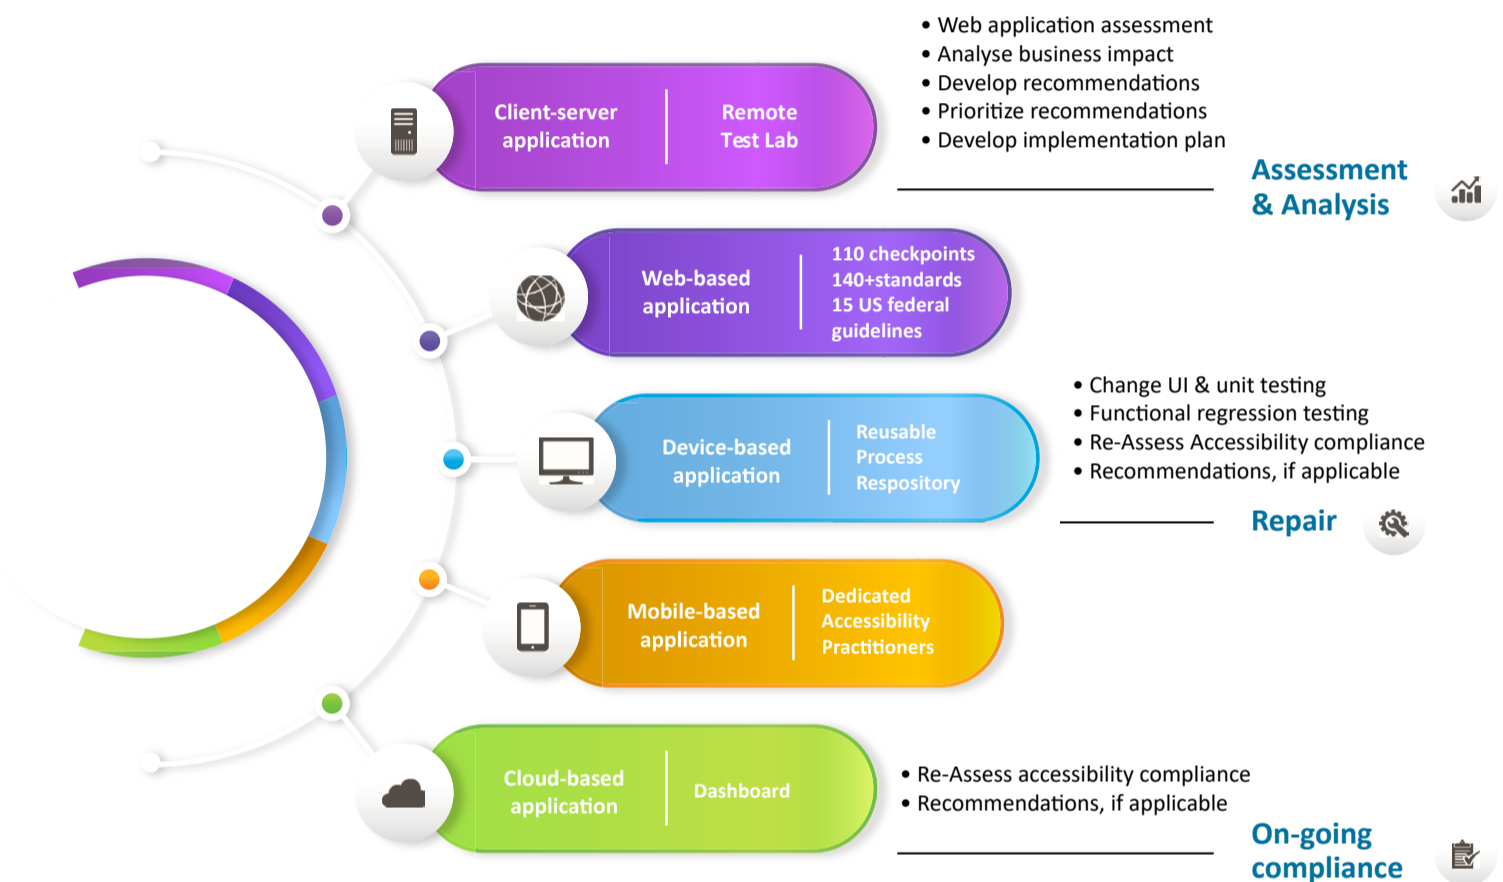 • Web application assessment
• Analyse business impact
• Develop recommendations
• Prioritize recommendations
• Develop implementation plan
Assessment
& Analysis
Client-server
application
Remote
Test Lab
Web-based
application
110 checkpoints
140+standards
15 US federal
guidelines
• Change UI & unit testing
• Functional regression testing
• Re-Assess Accessibility compliance
• Recommendations, if applicable
Repair
Device-based
application
Reusable
Process
Respository
Mobile-based
application
Dedicated
Accessibility
Practitioners
Cloud-based
application
Dashboard
• Re-Assess accessibility compliance
• Recommendations, if applicable
On-going
compliance